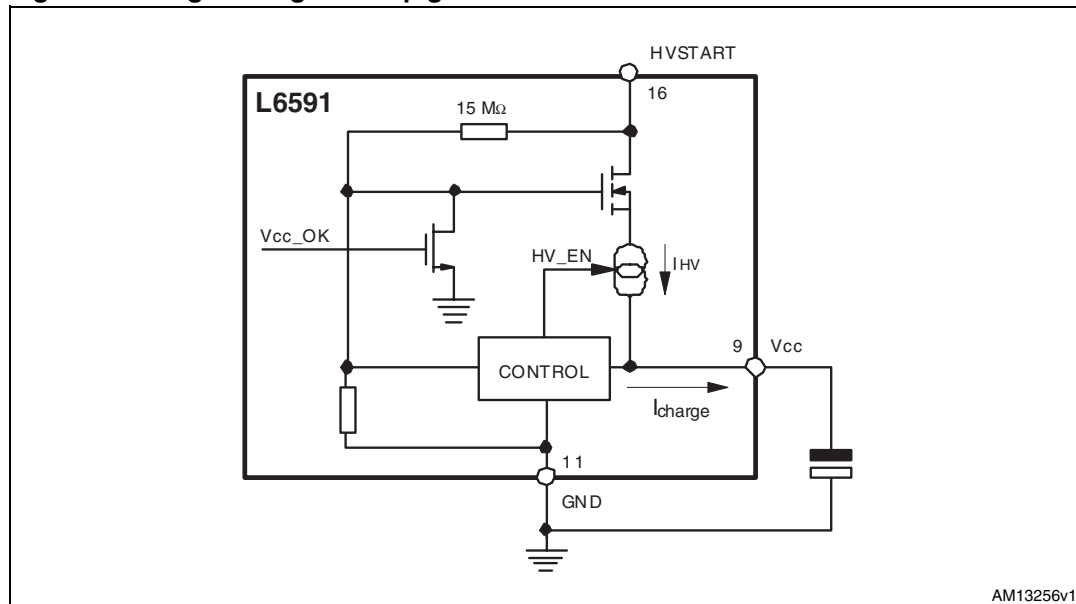 HVSTART
16
L6591
15 MΩ
Vcc_OK
HV_EN
IHV
9
Vcc
CONTROL
Icharge
11
GND
AM13256v1